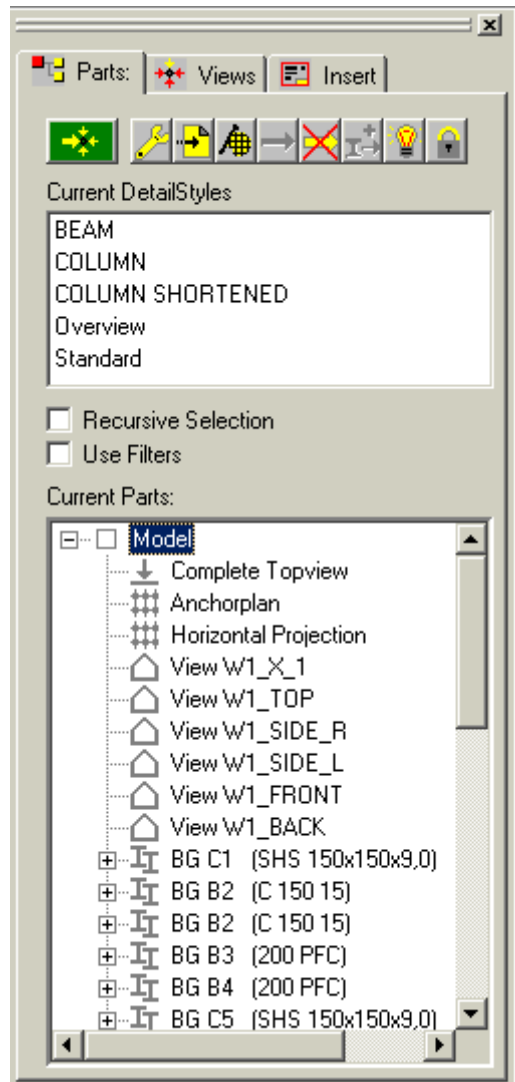 Parts:
Views
Insert
Current DetailStyles
BEAM
COLUMN
COLUMN SHORTENED
Overview
Standard
Recursive Selection
Use Filters
Current Parts:
Model
Complete Topview
Anchorplan
Horizontal Projection
View W1_X_1
View W1_TOP
View W1_SIDE_R
View W1_SIDE_L
View W1_FRONT
View W1_BACK
BG C1 (SHS 150x150x9,0)
BG B2 (C 150 15)
BG B2 (C 150 15)
BG B3 (200 PFC)
BG B4 (200 PFC)
BG C5 (SHS 150x150x9,0)